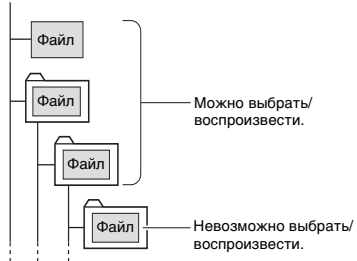 Файл
Файл
Можно выбрать/
воспроизвести.
Файл
Файл
Невозможно выбрать/
воспроизвести.